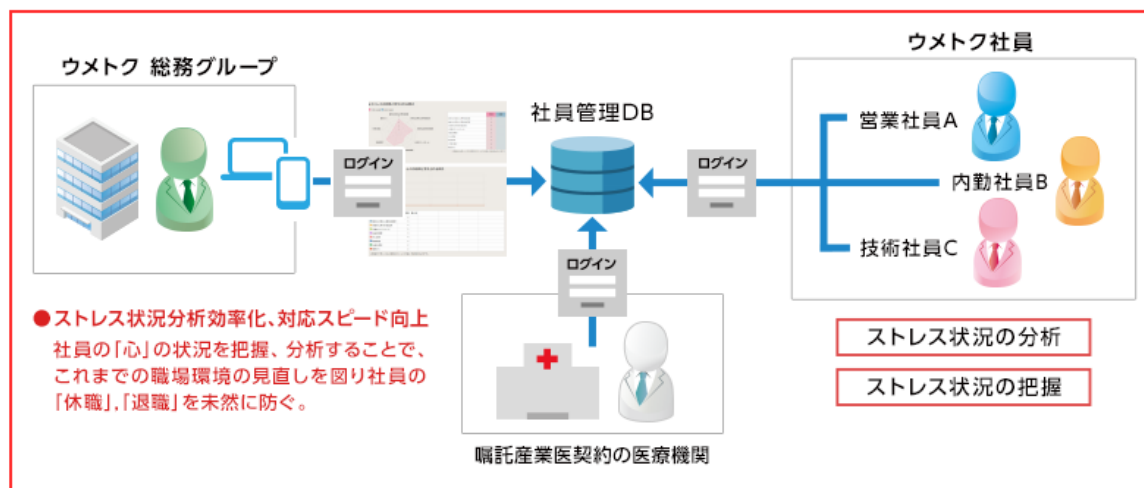 ウメトク 総務グループ
ログイン
社員管理DB
ログイン
ウメトク社員
営業社員A
内勤社員B
技術社員C
ログイン
嘱託産業医契約の医療機関
●ストレス状況分析効率化、対応スピード向上
社員の「心」の状況を把握、分析することで、
これまでの職場環境の見直しを図り社員の
「休職」,「退職」を未然に防ぐ。
ストレス状況の分析
ストレス状況の把握